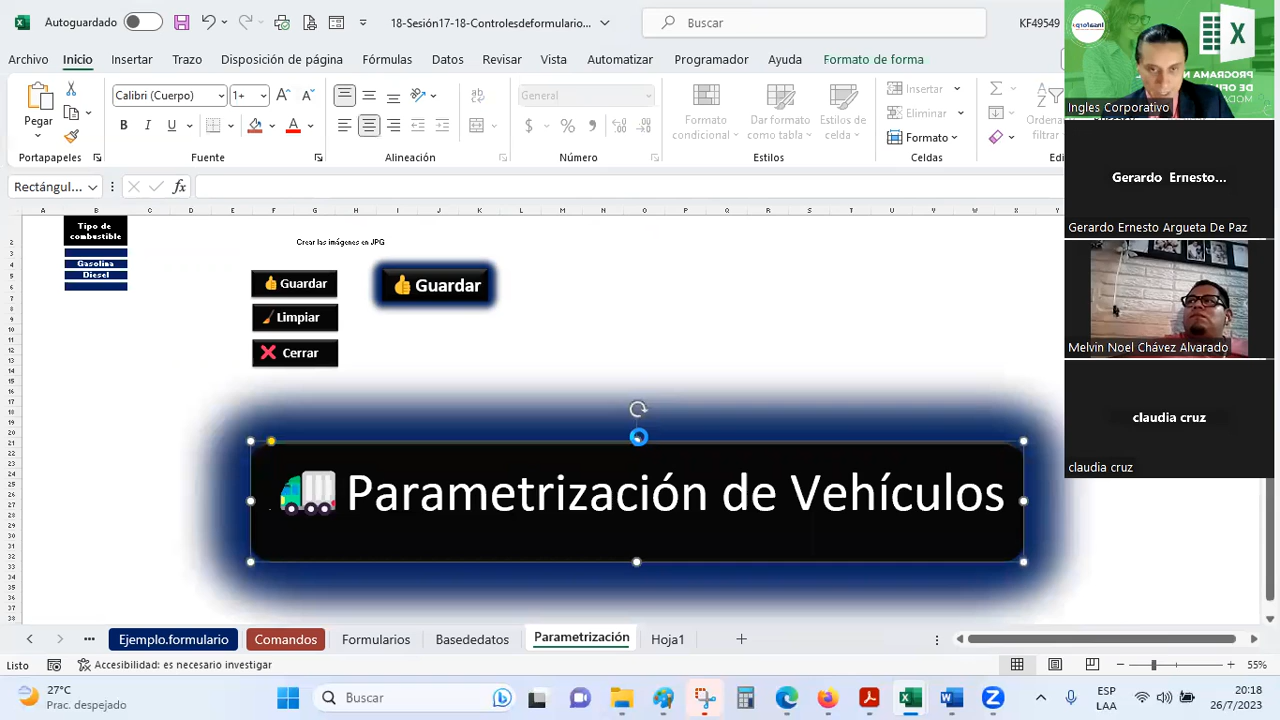 Autoguardado
18-Sesión17-18-Controlesdeformulario...
Buscar
KF49549
Archivo Inicio Insertar Trazo Disposición de página Fórmulas Datos Revisar Vista Automatizar Programador Ayuda Formato de forma
Pegar
Portapapeles
Calibri (Cuerpo) 1+
N K S
Fuente
Alineación
General
$ % 000
Número
Formato condicional
Dar formato como tabla
Estilos de celda
Estilos
Insertar
Eliminar
Formato
Celdas
Ordenar
filtrar
Rectángul...
fx
A B C D E F G H I J K L M N O P Q R S T U V W X Y
Tipo de
combustible
Gasolina
Diesel
Crear las imágenes en JPG
Guardar
Guardar
Limpiar
Cerrar
Parametrización de Vehículos
Ejemplo.formulario Comandos Formularios Basededatos Parametrización Hoja1
Listo
Accesibilidad: es necesario investigar
55%
27°C
Prac. despejado
Buscar
ESP
LAA
20:18
26/7/2023
Ingles Corporativo
Gerardo Ernesto...
Gerardo Ernesto Argueta De Paz
Melvin Noel Chávez Alvarado
claudia cruz
claudia cruz